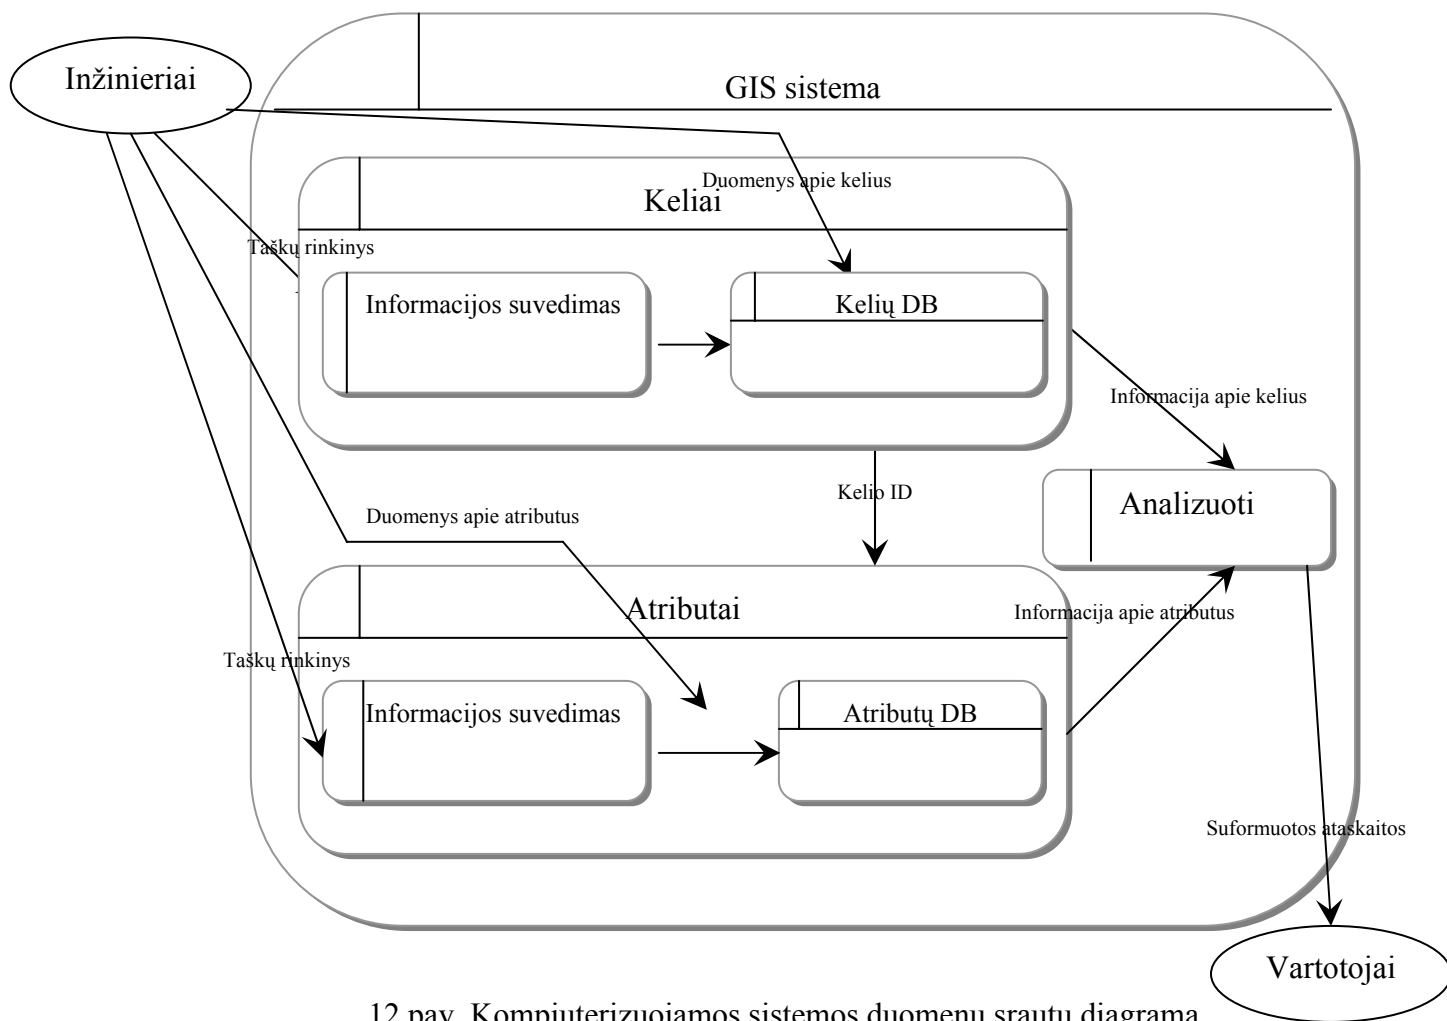 Inžinieriai
GIS sistema
Duomenys apie kelius
Keliai
Taškų rinkinys
Informacijos suvedimas
Kelių DB
Informacija apie kelius
Kelio ID
Analizuoti
Duomenys apie atributus
Atributai
Informacija apie atributus
Taškų rinkinys
Informacijos suvedimas
Atributų DB
Suformuotos ataskaitos
Vartotojai
12 pav. Kompiuterizuojamos sistemos duomenų srautų diagrama